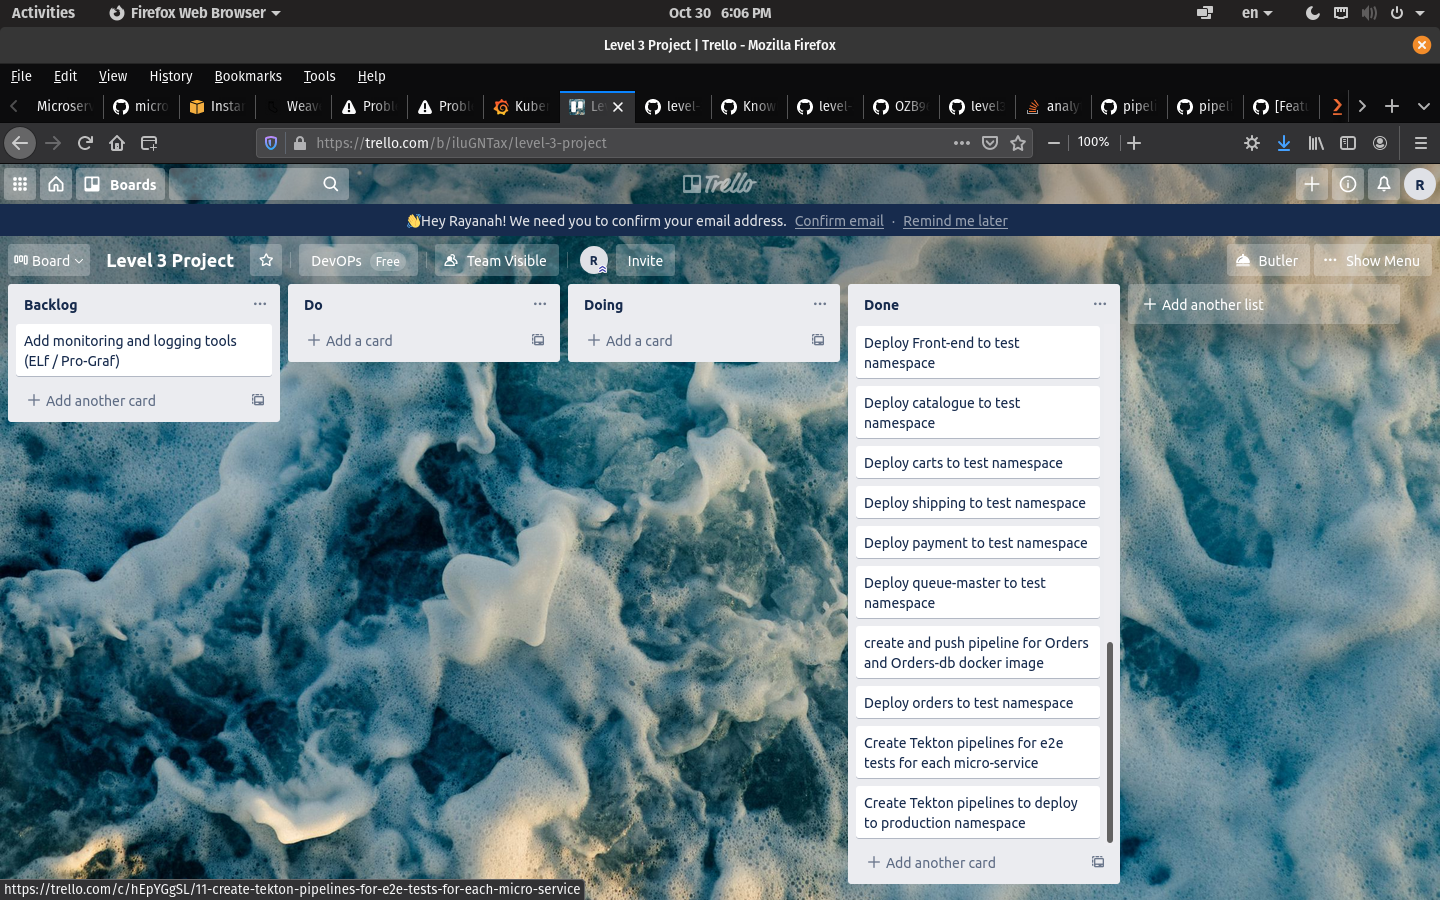 Activities
Firefox Web Browser
Oct 30 6:06 PM
en
Level 3 Project | Trello - Mozilla Firefox
File Edit View History Bookmarks Tools Help
Microserv
micro
Instan
Weave
Proble
Proble
Kuber
Le
level-
Know
level-
OZB9
level3
analy
pipeli
pipeli
[Featu
https://trello.com/b/iluGNTax/level-3-project
100%
Boards
Trello
R
👋Hey Rayanah! We need you to confirm your email address. Confirm email · Remind me later
Board
Level 3 Project
DevOPs Free
Team Visible
R
Invite
Butler
Show Menu
Backlog
Add monitoring and logging tools
(ELf / Pro-Graf)
Add another card
Do
Add a card
Doing
Add a card
Done
Deploy Front-end to test
namespace
Deploy catalogue to test
namespace
Deploy carts to test namespace
Deploy shipping to test namespace
Deploy payment to test namespace
Deploy queue-master to test
namespace
create and push pipeline for Orders
and Orders-db docker image
Deploy orders to test namespace
Create Tekton pipelines for e2e
tests for each micro-service
Create Tekton pipelines to deploy
to production namespace
Add another card
Add another list
https://trello.com/c/hEpYGgSL/11-create-tekton-pipelines-for-e2e-tests-for-each-micro-service